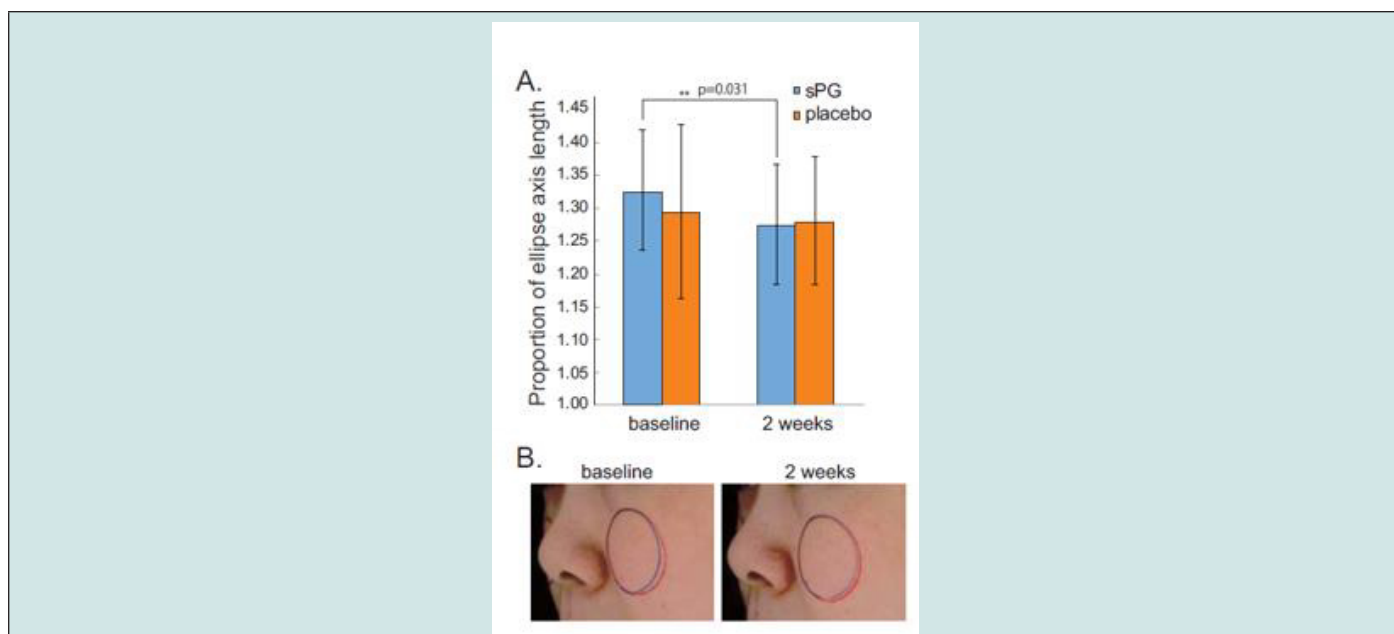 A.
** p=0.031
sPG
placebo
Proportion of ellipse axis length
1.45
1.40
1.35
1.30
1.25
1.20
1.15
1.10
1.05
1.00
baseline 2 weeks
B.
baseline 2 weeks